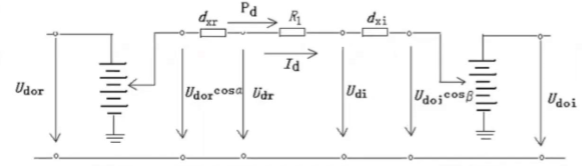 d_xr P_d R_1 d_xi
I_d
U_dor U_dor cosα U_dr U_di U_doi cosβ U_doi